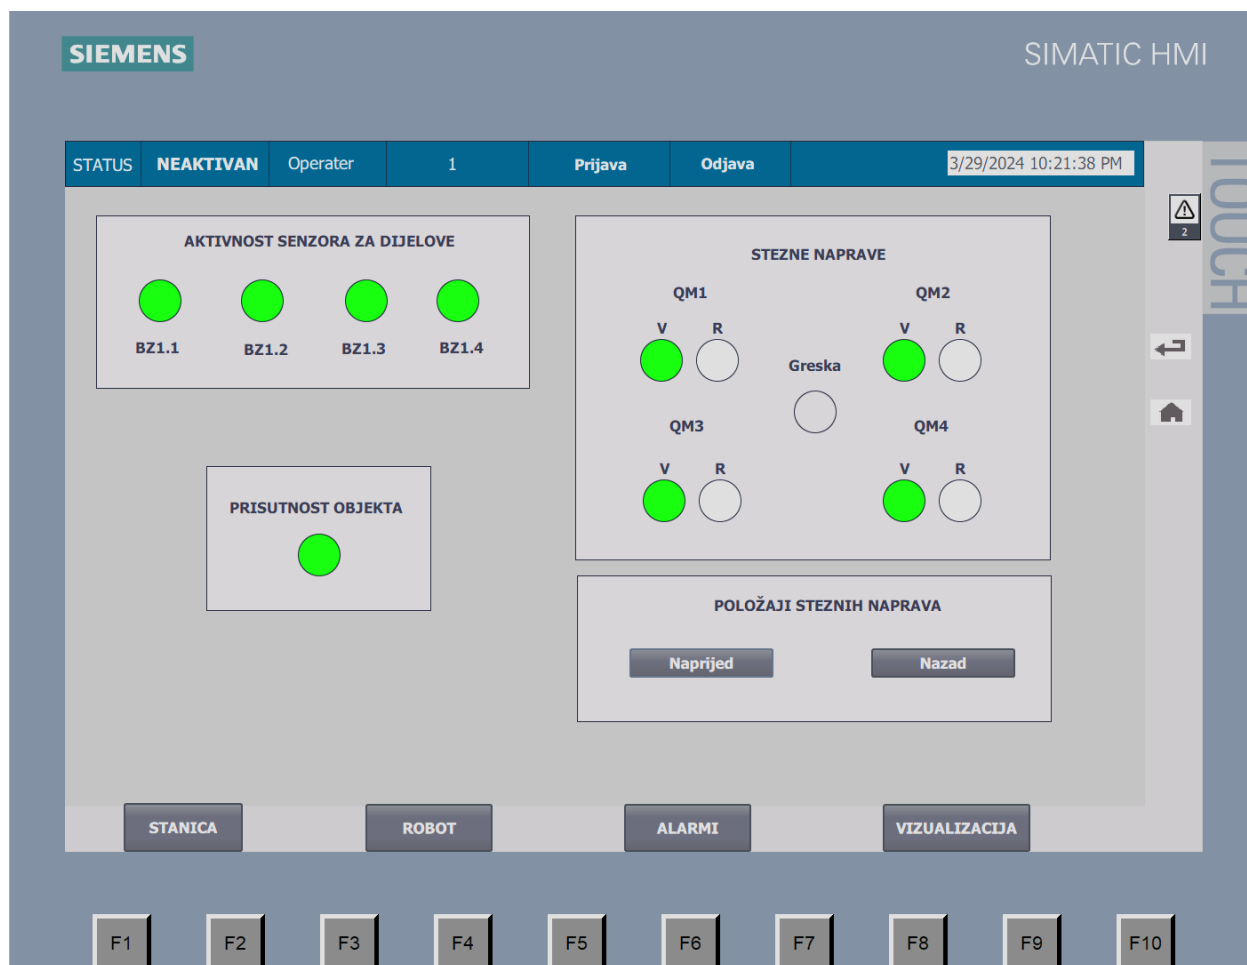 SIEMENS
SIMATIC HMI
TOUCH
STATUS NEAKTIVAN Operater 1 Prijava Odjava 3/29/2024 10:21:38 PM
2
AKTIVNOST SENZORA ZA DIJELOVE
BZ1.1 BZ1.2 BZ1.3 BZ1.4
PRISUTNOST OBJEKTA
STEZNE NAPRAVE
QM1 QM2
V R V R
Greska
QM3 QM4
V R V R
POLOŽAJI STEZNIH NAPRAVA
Naprijed Nazad
STANICA ROBOT ALARMI VIZUALIZACIJA
F1 F2 F3 F4 F5 F6 F7 F8 F9 F10